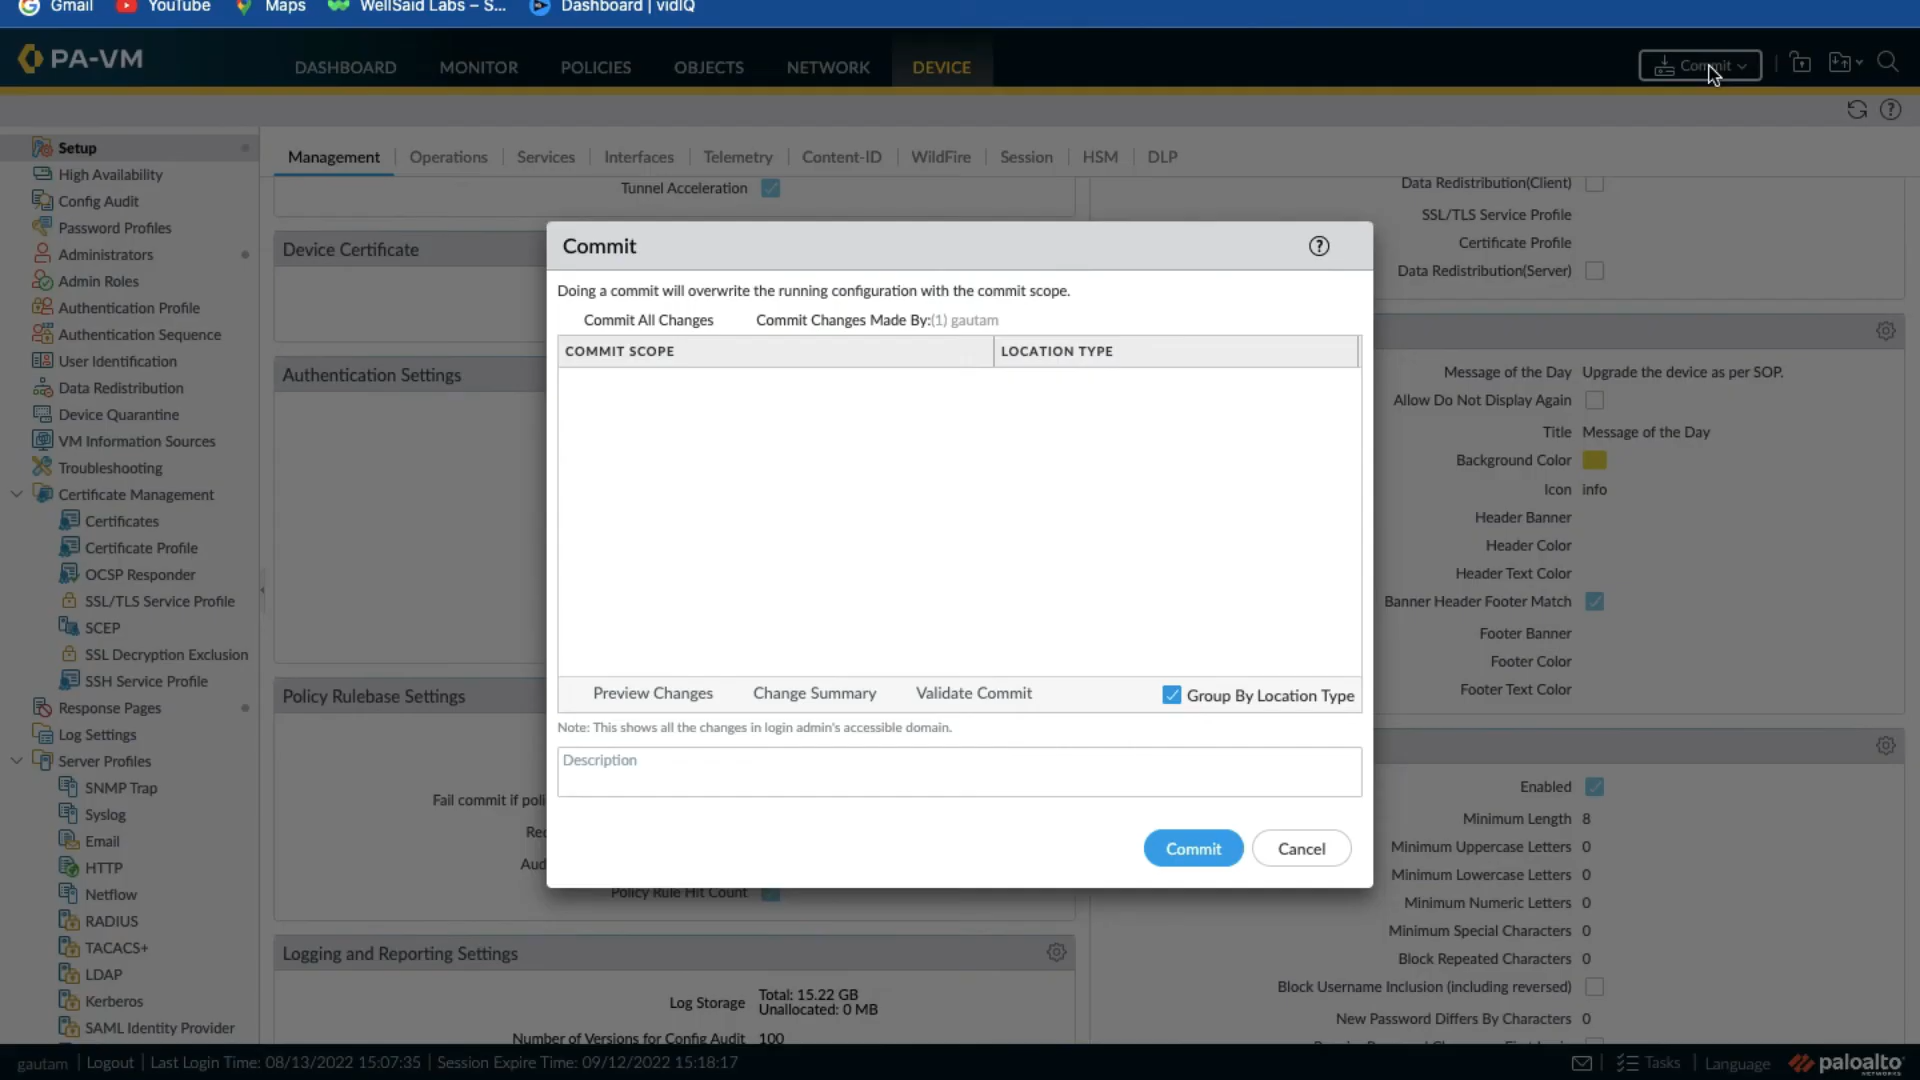 Gmail YouTube Maps WellSaid Labs – S... Dashboard | vidIQ
PA-VM DASHBOARD MONITOR POLICIES OBJECTS NETWORK DEVICE Commit
Setup
High Availability
Config Audit
Password Profiles
Administrators
Admin Roles
Authentication Profile
Authentication Sequence
User Identification
Data Redistribution
Device Quarantine
VM Information Sources
Troubleshooting
Certificate Management
Certificates
Certificate Profile
OCSP Responder
SSL/TLS Service Profile
SCEP
SSL Decryption Exclusion
SSH Service Profile
Response Pages
Log Settings
Server Profiles
SNMP Trap
Syslog
Email
HTTP
Netflow
RADIUS
TACACS+
LDAP
Kerberos
SAML Identity Provider
Management Operations Services Interfaces Telemetry Content-ID WildFire Session HSM DLP
Tunnel Acceleration
Device Certificate
Authentication Settings
Policy Rulebase Settings
Fail commit if poli
Rec
Aud
Policy Rule Hit Count
Logging and Reporting Settings
Log Storage Total: 15.22 GB
Unallocated: 0 MB
Number of Versions for Config Audit 100
Commit
Doing a commit will overwrite the running configuration with the commit scope.
Commit All Changes Commit Changes Made By:(1) gautam
COMMIT SCOPE LOCATION TYPE
Preview Changes Change Summary Validate Commit Group By Location Type
Note: This shows all the changes in login admin's accessible domain.
Description
Commit Cancel
Data Redistribution(Client)
SSL/TLS Service Profile
Certificate Profile
Data Redistribution(Server)
Message of the Day Upgrade the device as per SOP.
Allow Do Not Display Again
Title Message of the Day
Background Color
Icon info
Header Banner
Header Color
Header Text Color
Banner Header Footer Match
Footer Banner
Footer Color
Footer Text Color
Enabled
Minimum Length 8
Minimum Uppercase Letters 0
Minimum Lowercase Letters 0
Minimum Numeric Letters 0
Minimum Special Characters 0
Block Repeated Characters 0
Block Username Inclusion (including reversed)
New Password Differs By Characters 0
gautam | Logout | Last Login Time: 08/13/2022 15:07:35 | Session Expire Time: 09/12/2022 15:18:17 Tasks | Language paloalto
NETWORKS